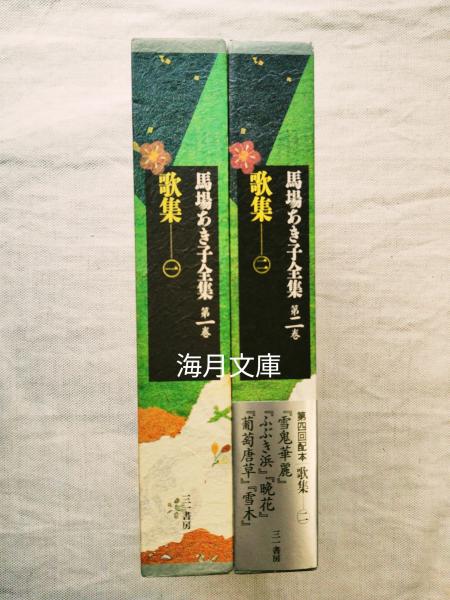 馬場あき子全集 第一巻
歌集 ㊀
三一書房
馬場あき子全集 第二巻
歌集 ㊁
第四回配本 歌集 ㊁
『雪鬼華麗』
『ふぶき浜』『晩花』
『葡萄唐草』『雪木』
三一書房
海月文庫